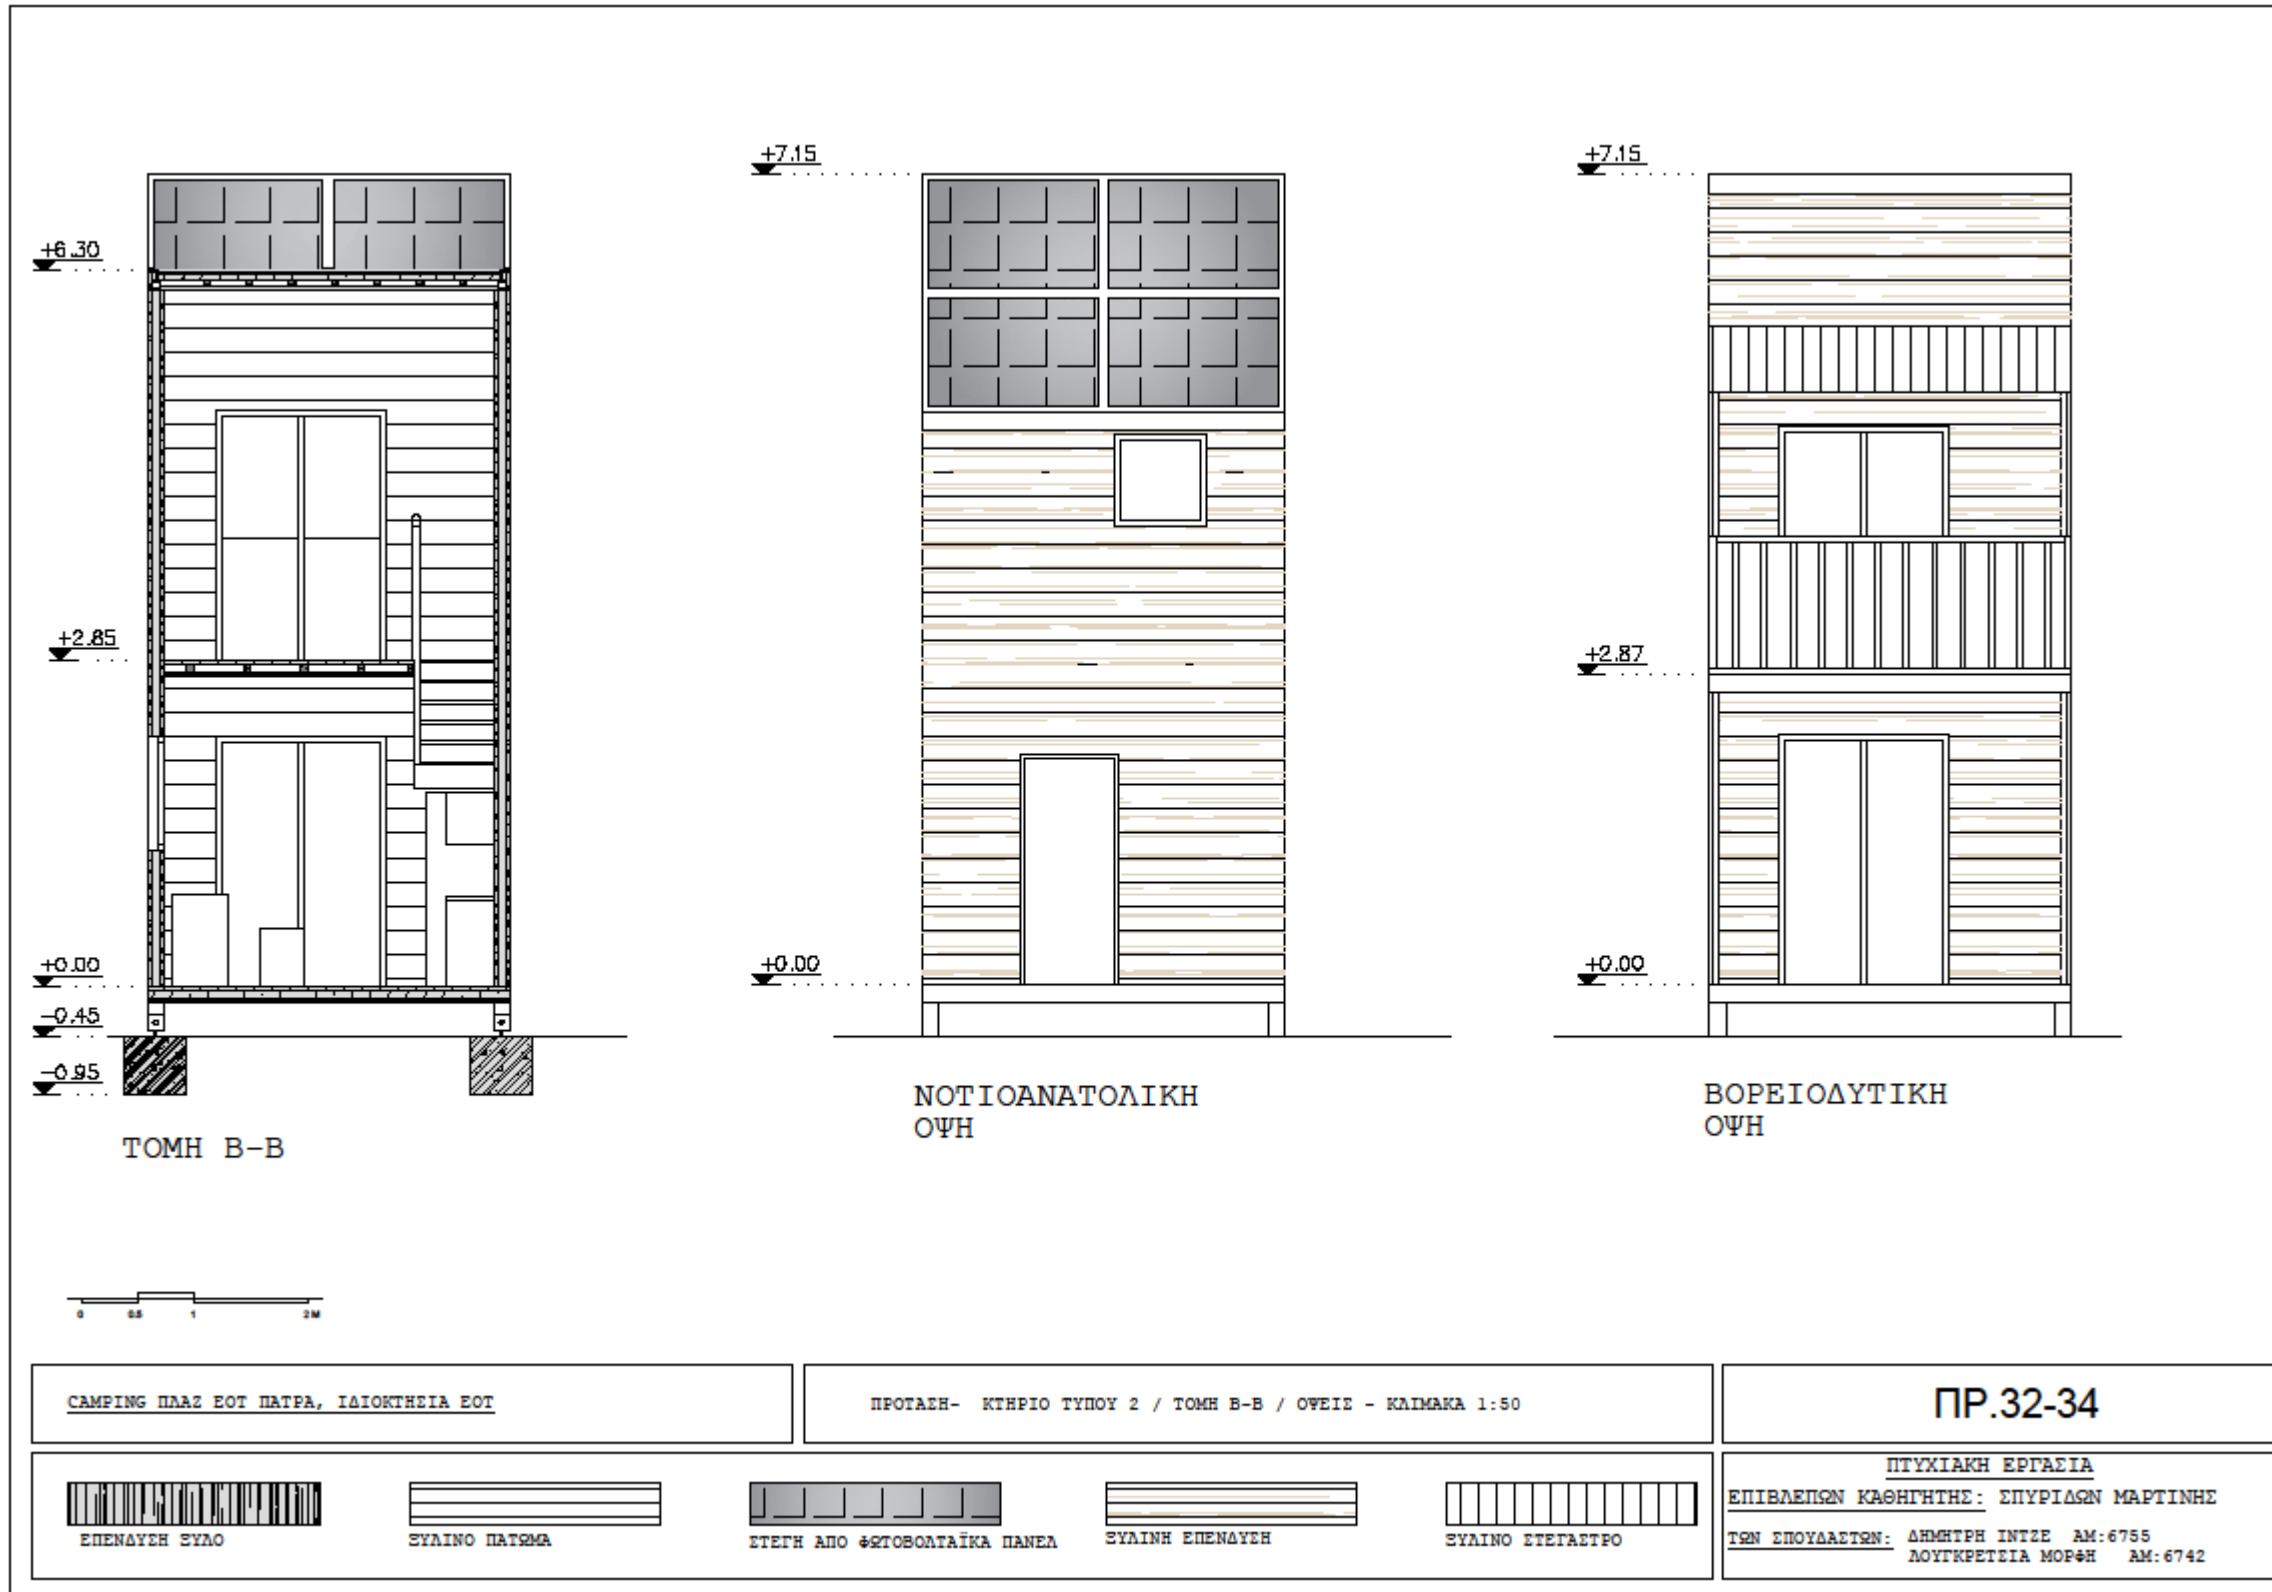 +7.15
+7.15
+6.30
+2.85
+2.87
+0.00
+0.00
+0.00
-0.45
-0.95
ΤΟΜΗ Β-Β
ΝΟΤΙΟΑΝΑΤΟΛΙΚΗ
ΟΨΗ
ΒΟΡΕΙΟΔΥΤΙΚΗ
ΟΨΗ
0 0.5 1 2M
CAMPING ΠΛΑΖ ΕΟΤ ΠΑΤΡΑ, ΙΔΙΟΚΤΗΣΙΑ ΕΟΤ
ΠΡΟΤΑΣΗ- ΚΤΗΡΙΟ ΤΥΠΟΥ 2 / ΤΟΜΗ Β-Β / ΟΨΕΙΣ - ΚΛΙΜΑΚΑ 1:50
ΠΡ.32-34
ΕΠΕΝΔΥΣΗ ΞΥΛΟ
ΞΥΛΙΝΟ ΠΑΤΩΜΑ
ΣΤΕΓΗ ΑΠΟ ΦΩΤΟΒΟΛΤΑΪΚΑ ΠΑΝΕΛ
ΞΥΛΙΝΗ ΕΠΕΝΔΥΣΗ
ΞΥΛΙΝΟ ΣΤΕΓΑΣΤΡΟ
ΠΤΥΧΙΑΚΗ ΕΡΓΑΣΙΑ
ΕΠΙΒΛΕΠΩΝ ΚΑΘΗΓΗΤΗΣ: ΣΠΥΡΙΔΩΝ ΜΑΡΤΙΝΗΣ
ΤΩΝ ΣΠΟΥΔΑΣΤΩΝ: ΔΗΜΗΤΡΗ ΙΝΤΖΕ ΑΜ:6755
ΛΟΥΓΚΡΕΤΣΙΑ ΜΟΡΦΗ ΑΜ:6742